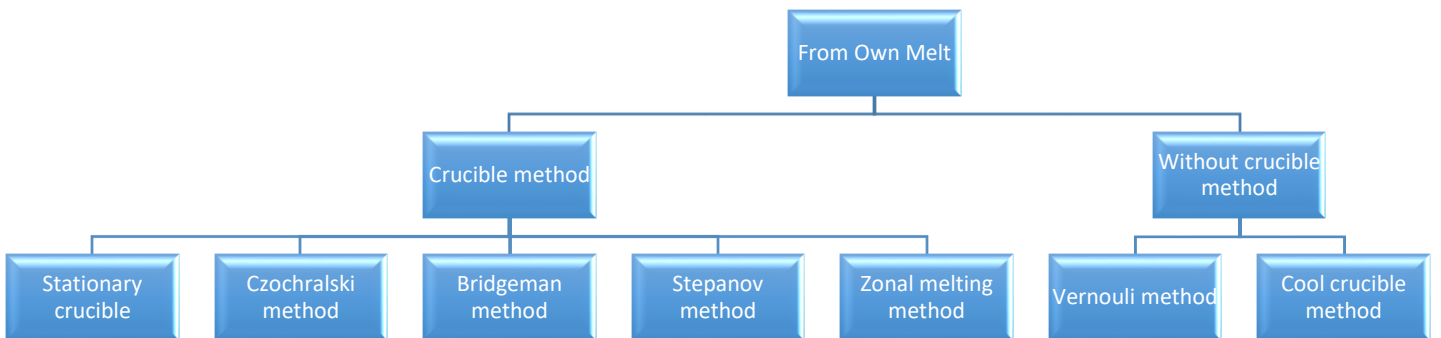 From Own Melt
Crucible method
Without crucible
method
Stationary
crucible
Czochralski
method
Bridgeman
method
Stepanov
method
Zonal melting
method
Vernouli method
Cool crucible
method